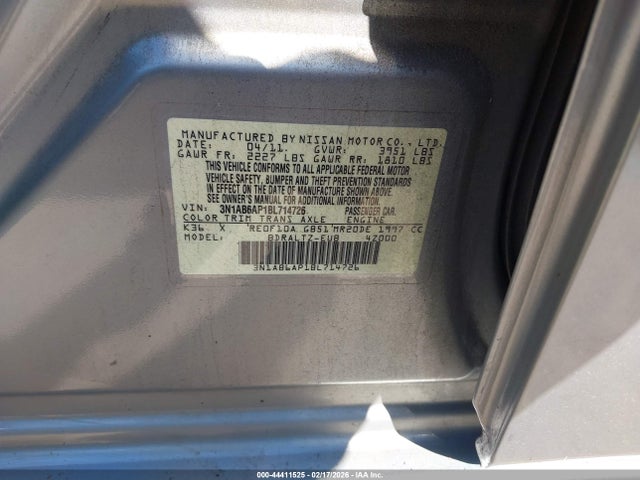 MANUFACTURED BY NISSAN MOTOR CO., LTD.
DATE: 04/11. GVWR: 3951 LBS
GAWR FR: 2227 LBS GAWR RR: 1810 LBS
THIS VEHICLE CONFORMS TO ALL APPLICABLE FEDERAL MOTOR
VEHICLE SAFETY, BUMPER AND THEFT PREVENTION STANDARDS
IN EFFECT ON THE DATE OF MANUFACTURE SHOWN ABOVE.
SEE OWNER'S MANUAL FOR ADDITIONAL INFORMATION.
VIN: 3N1AB6AP1BL714726 PASSENGER CAR.
COLOR TRIM TRANS AXLE ENGINE
K36. X RE0F10A GB51 MR20DE 1997 CC
MODEL: BDRALTZ-EUB 4Z000
3N1AB6AP1BL714726
000-44411525 - 02/17/2026 - IAAI.COM